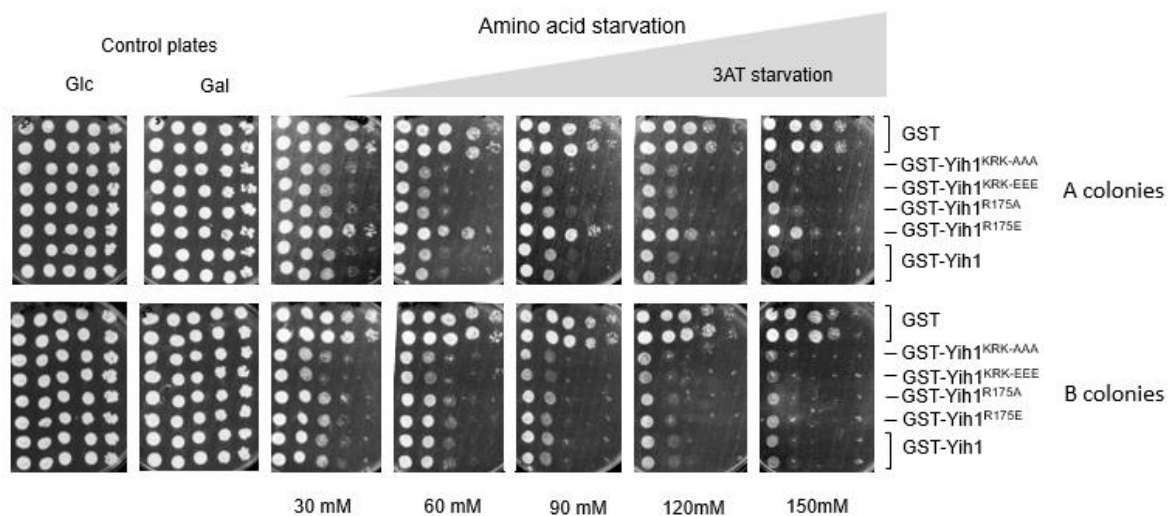 Amino acid starvation
Control plates
Glc
Gal
3AT starvation
GST
GST-Yih1KRK-AAA
GST-Yih1KRK-EEE
GST-Yih1R175A
GST-Yih1R175E
GST-Yih1
A colonies
GST
GST-Yih1KRK-AAA
GST-Yih1KRK-EEE
GST-Yih1R175A
GST-Yih1R175E
GST-Yih1
B colonies
30 mM
60 mM
90 mM
120mM
150mM